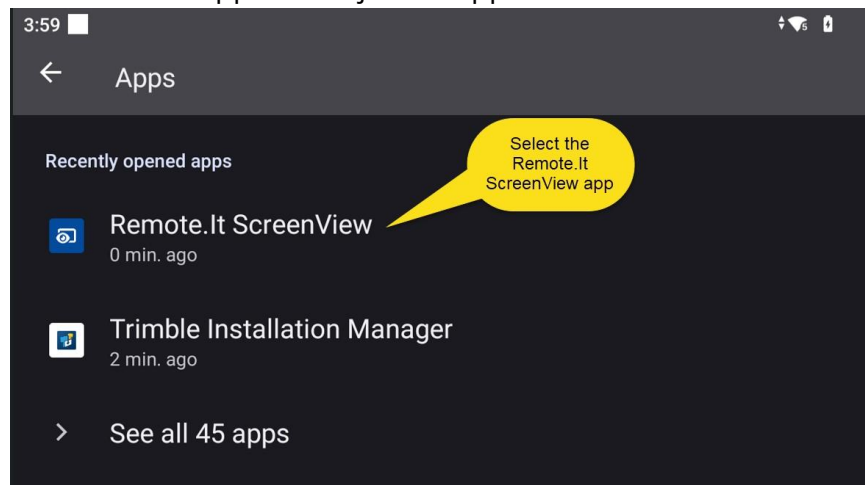 3:59
Apps
Recently opened apps
Select the
Remote.It
ScreenView app
Remote.It ScreenView
0 min. ago
Trimble Installation Manager
2 min. ago
See all 45 apps